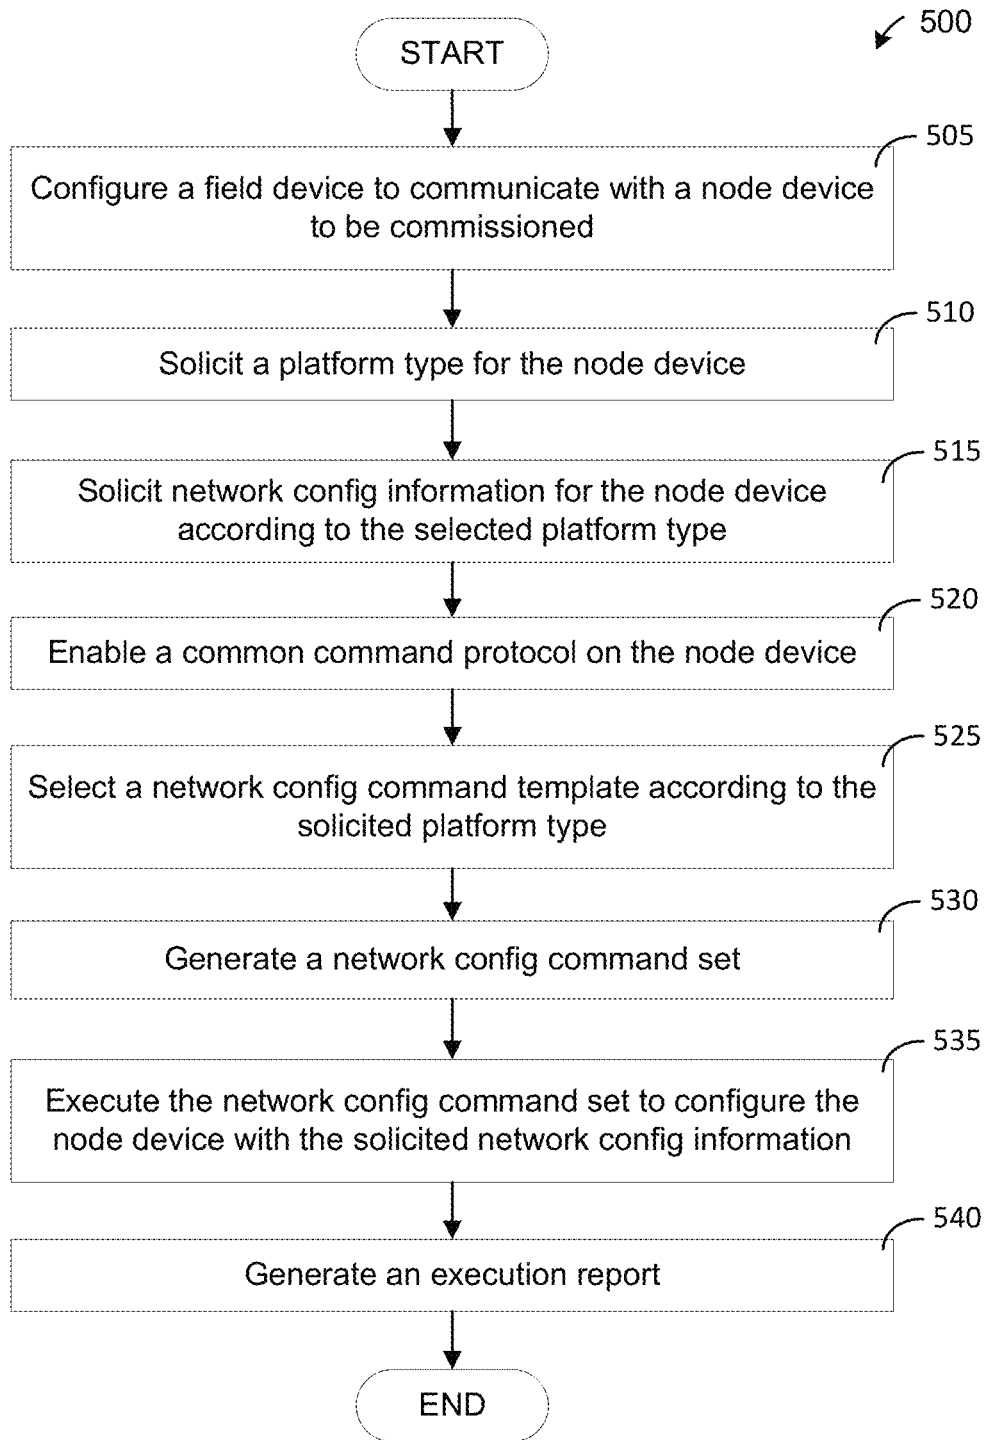 500
START
505
Configure a field device to communicate with a node device
to be commissioned
510
Solicit a platform type for the node device
515
Solicit network config information for the node device
according to the selected platform type
520
Enable a common command protocol on the node device
525
Select a network config command template according to the
solicited platform type
530
Generate a network config command set
535
Execute the network config command set to configure the
node device with the solicited network config information
540
Generate an execution report
END